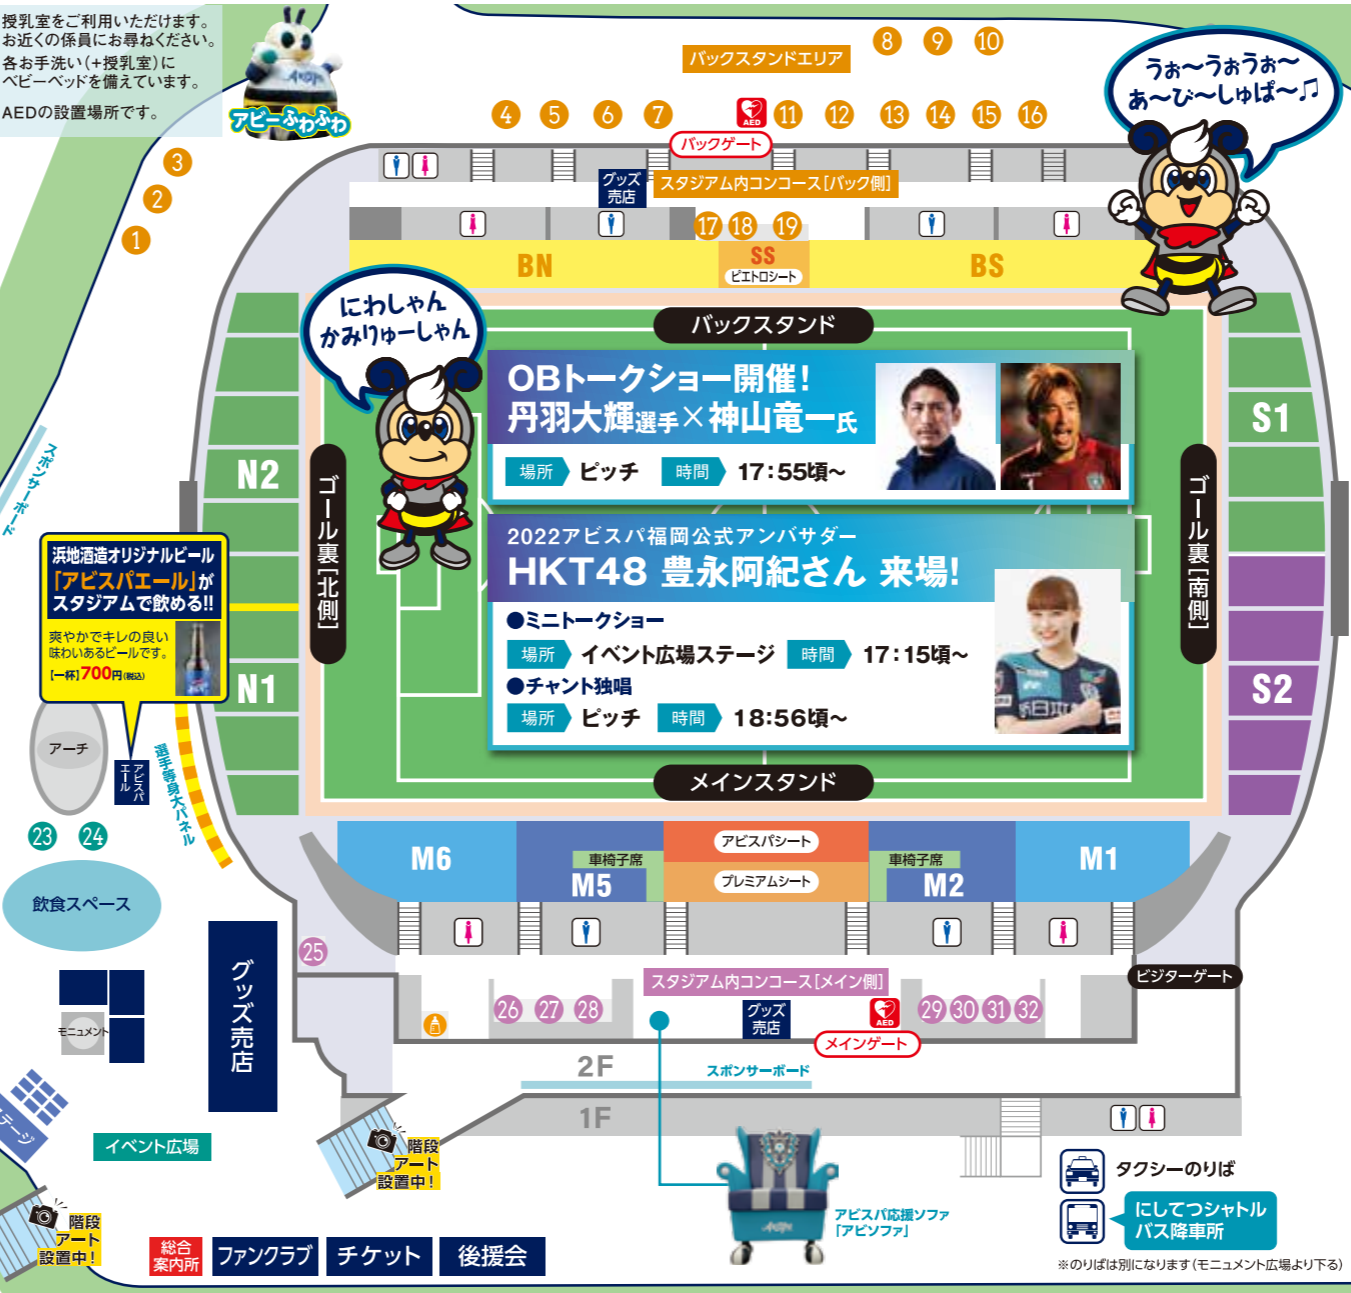 授乳室をご利用いただけます。
お近くの係員にお尋ねください。
各お手洗い(+授乳室)に
ベビーベッドを備えています。
AEDの設置場所です。
アビーふわふわ
バックスタンドエリア
8
9
10
うぉ〜うぉうぉ〜
あ〜び〜しゅぱ〜♫
4
5
6
7
AED
11
12
13
14
15
16
バックゲート
3
2
1
グッズ
売店
スタジアム内コンコース[バック側]
17
18
19
BN
SS
ピエトロシート
BS
にわしゃん
かみりゅーしゃん
バックスタンド
OBトークショー開催!
丹羽大輝選手×神山竜一氏
場所 ピッチ 時間 17:55頃〜
2022アビスパ福岡公式アンバサダー
HKT48 豊永阿紀さん 来場!
●ミニトークショー
場所 イベント広場ステージ 時間 17:15頃〜
●チャント独唱
場所 ピッチ 時間 18:56頃〜
N2
N1
ゴール裏[北側]
ゴール裏[南側]
S1
S2
スポンサーボード
浜地酒造オリジナルビール
「アビスパエール」が
スタジアムで飲める!!
爽やかでキレの良い
味わいあるビールです。
【一杯】700円(税込)
アーチ
アビスパ
エール
選手等身大パネル
メインスタンド
23
24
飲食スペース
M6
M5
車椅子席
アビスパシート
プレミアムシート
車椅子席
M2
M1
25
グッズ売店
モニュメント
スタジアム内コンコース[メイン側]
ビジターゲート
26
27
28
グッズ
売店
AED
29
30
31
32
メインゲート
2F
スポンサーボード
1F
ステージ
イベント広場
階段
アート
設置中!
階段
アート
設置中!
アビスパ応援ソファ
「アビソファ」
タクシーのりば
にしてつシャトル
バス降車所
※のりばは別になります(モニュメント広場より下る)
総合
案内所
ファンクラブ
チケット
後援会